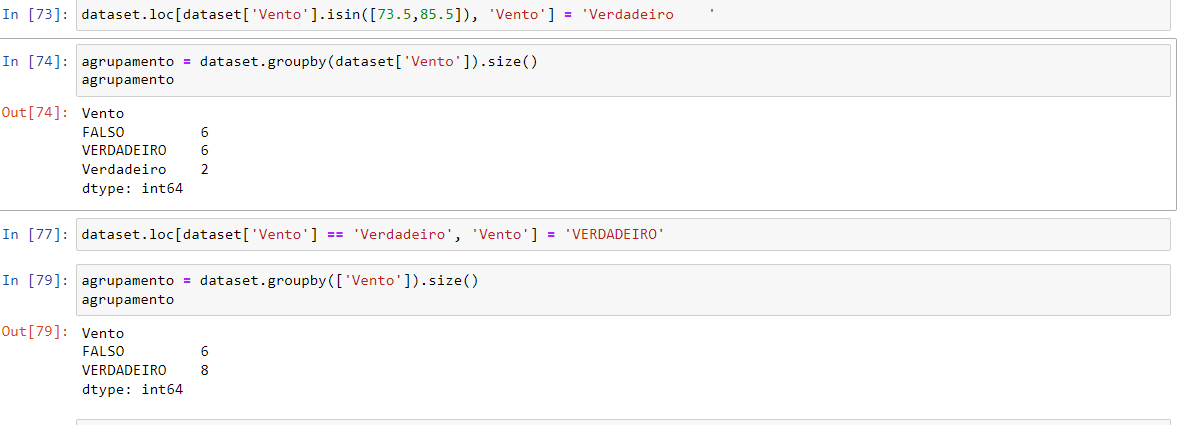 In [73]: dataset.loc[dataset['Vento'].isin([73.5,85.5]), 'Vento'] = 'Verdadeiro    '
In [74]: agrupamento = dataset.groupby(dataset['Vento']).size()
agrupamento
Out[74]: Vento
FALSO         6
VERDADEIRO    6
Verdadeiro    2
dtype: int64
In [77]: dataset.loc[dataset['Vento'] == 'Verdadeiro', 'Vento'] = 'VERDADEIRO'
In [79]: agrupamento = dataset.groupby(['Vento']).size()
agrupamento
Out[79]: Vento
FALSO         6
VERDADEIRO    8
dtype: int64